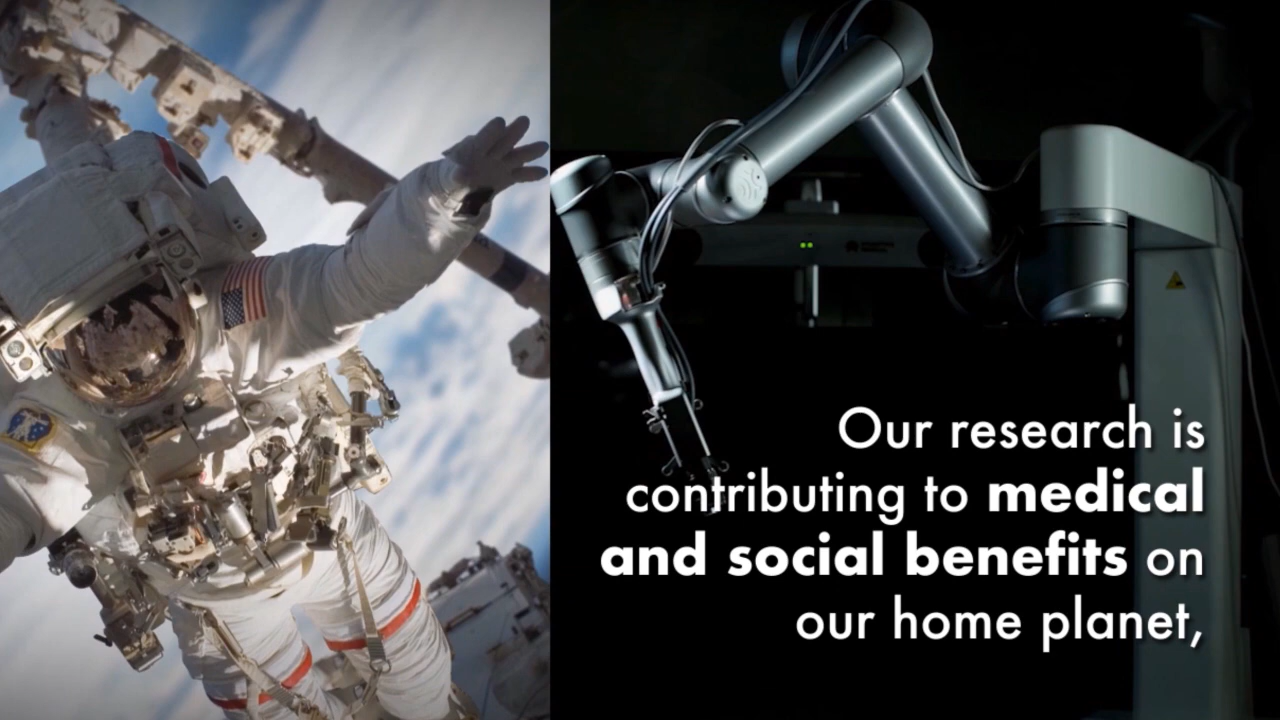 Our research is
contributing to medical
and social benefits on
our home planet,